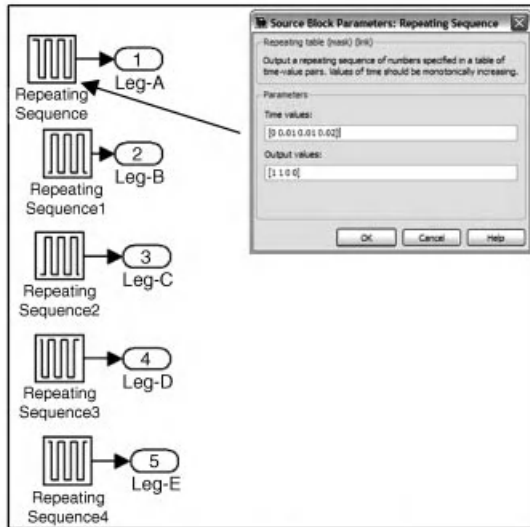 1
Leg-A
Repeating
Sequence
2
Leg-B
Repeating
Sequence1
3
Leg-C
Repeating
Sequence2
4
Leg-D
Repeating
Sequence3
5
Leg-E
Repeating
Sequence4
Source Block Parameters: Repeating Sequence
Repeating table (mask) (link)
Output a repeating sequence of numbers specified in a table of
time-value pairs. Values of time should be monotonically increasing.
Parameters
Time values:
[0 0.01 0.01 0.02]
Output values:
[1 1 0 0]
OK
Cancel
Help